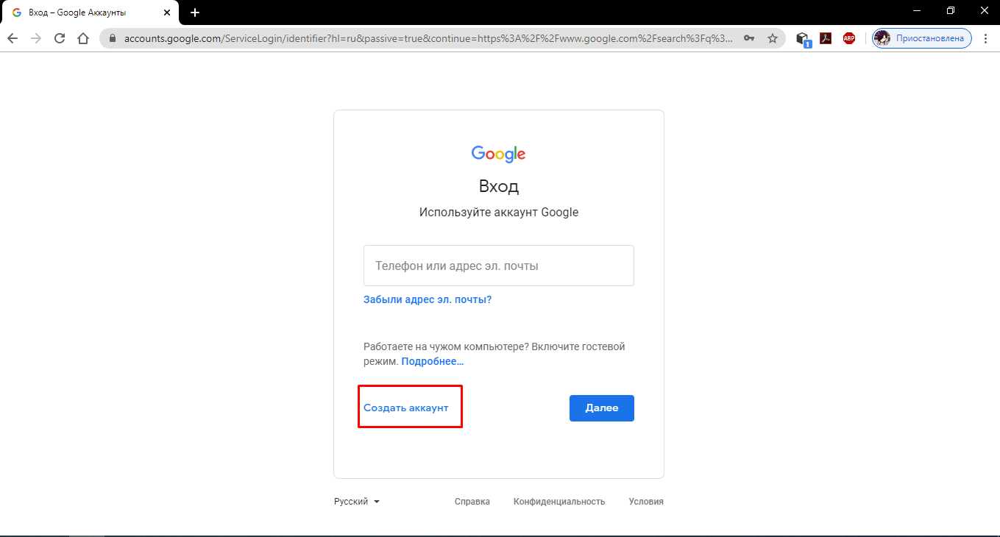 Вход – Google Аккаунты
accounts.google.com/ServiceLogin/identifier?hl=ru&passive=true&continue=https%3A%2F%2Fwww.google.com%2Fsearch%3Fq%3...
1
ABP
Приостановлена
Google
Вход
Используйте аккаунт Google
Телефон или адрес эл. почты
Забыли адрес эл. почты?
Работаете на чужом компьютере? Включите гостевой
режим. Подробнее...
Создать аккаунт
Далее
Русский
Справка
Конфиденциальность
Условия